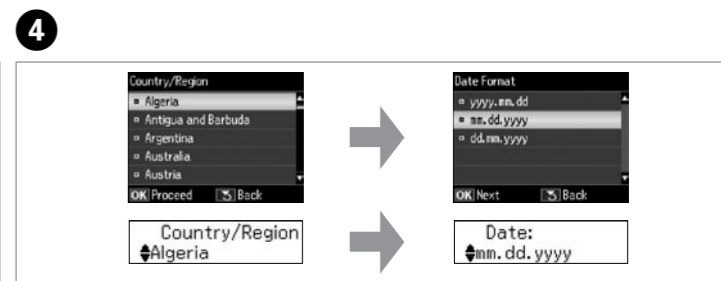 4
Country/Region
Algeria
Antigua and Barbuda
Argentina
Australia
Austria
OK Proceed Back
Date Format
yyyy.mm.dd
mm.dd.yyyy
dd.mm.yyyy
OK Next Back
Country/Region
Algeria
Date:
mm.dd.yyyy